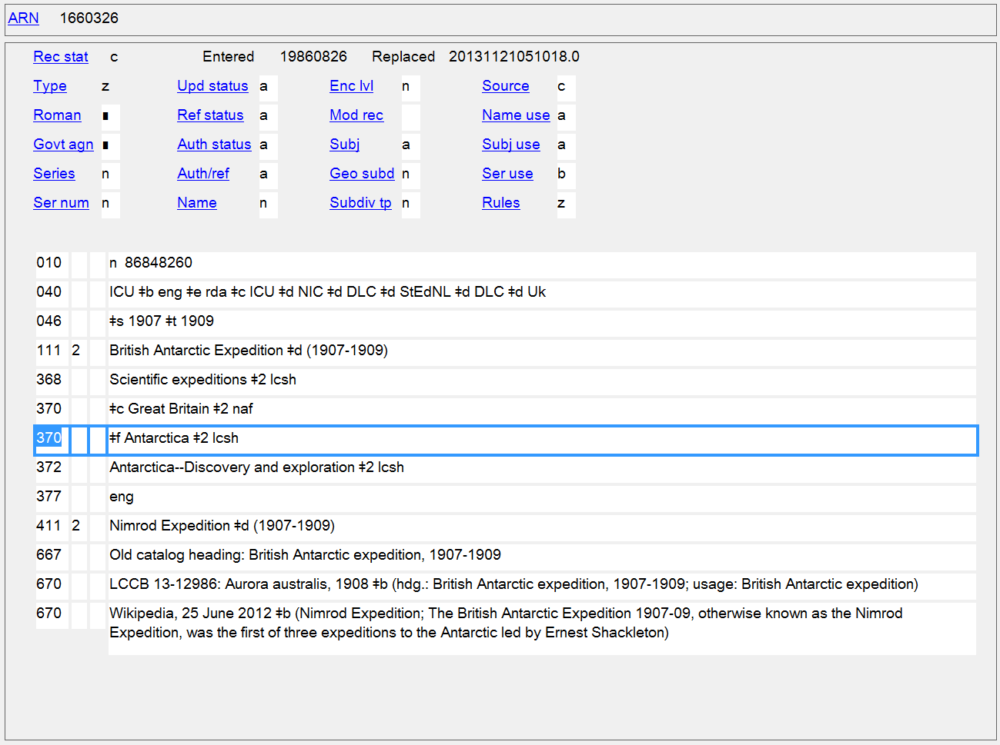 ARN 1660326
Rec stat c Entered 19860826 Replaced 20131121051018.0
Type z Upd status a Enc lvl n Source c
Roman ▮ Ref status a Mod rec Name use a
Govt agn ▮ Auth status a Subj a Subj use a
Series n Auth/ref a Geo subd n Ser use b
Ser num n Name n Subdiv tp n Rules z
010 n  86848260
040 ICU ǂb eng ǂe rda ǂc ICU ǂd NIC ǂd DLC ǂd StEdNL ǂd DLC ǂd Uk
046 ǂs 1907 ǂt 1909
111 2 British Antarctic Expedition ǂd (1907-1909)
368 Scientific expeditions ǂ2 lcsh
370 ǂc Great Britain ǂ2 naf
370 ǂf Antarctica ǂ2 lcsh
372 Antarctica--Discovery and exploration ǂ2 lcsh
377 eng
411 2 Nimrod Expedition ǂd (1907-1909)
667 Old catalog heading: British Antarctic expedition, 1907-1909
670 LCCB 13-12986: Aurora australis, 1908 ǂb (hdg.: British Antarctic expedition, 1907-1909; usage: British Antarctic expedition)
670 Wikipedia, 25 June 2012 ǂb (Nimrod Expedition; The British Antarctic Expedition 1907-09, otherwise known as the Nimrod
Expedition, was the first of three expeditions to the Antarctic led by Ernest Shackleton)